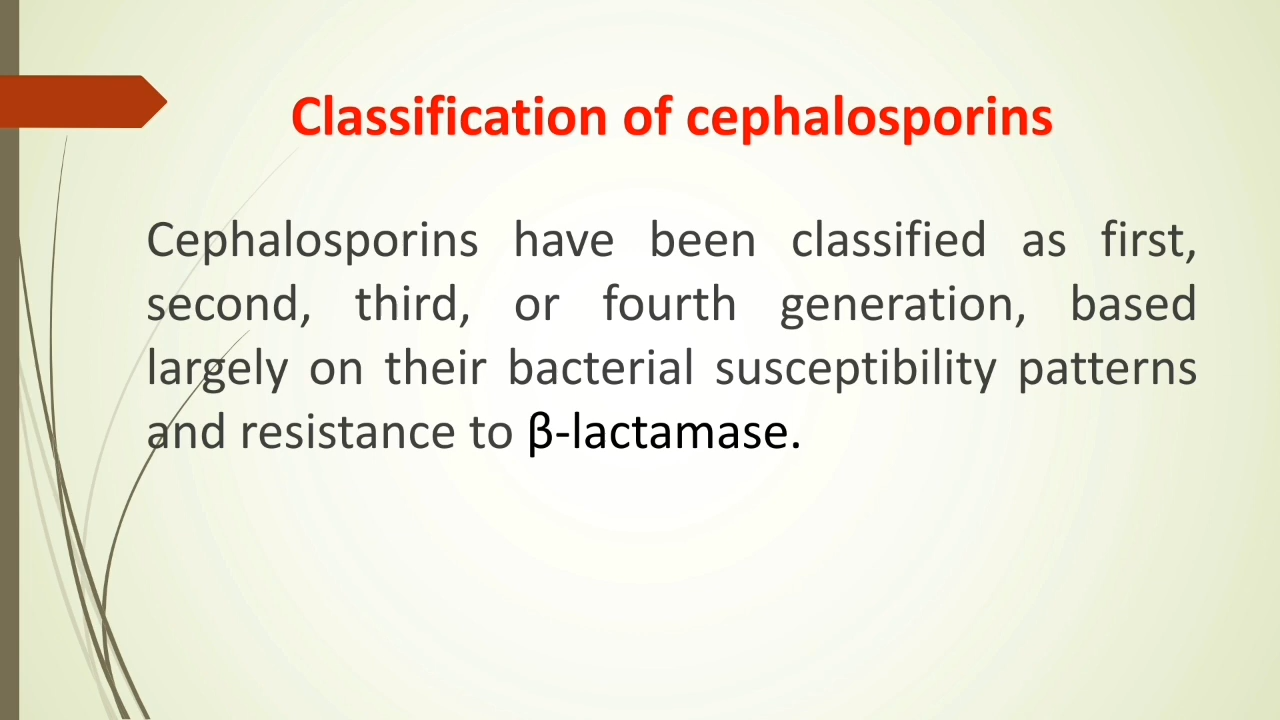 Classification of cephalosporins
Cephalosporins have been classified as first,
second, third, or fourth generation, based
largely on their bacterial susceptibility patterns
and resistance to β-lactamase.